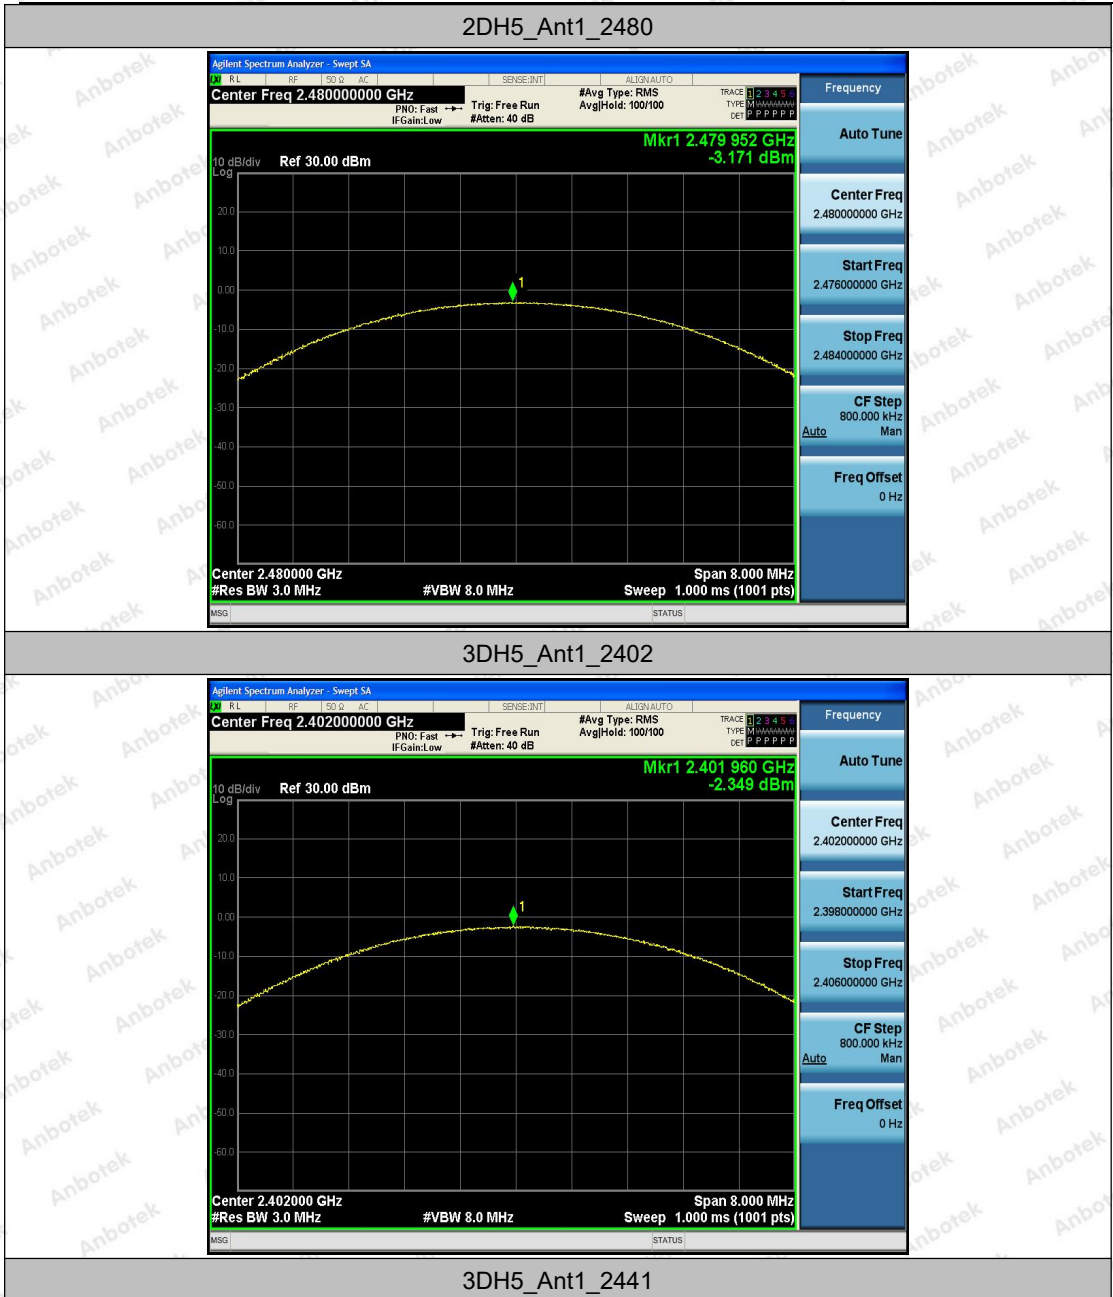 2DH5_Ant1_2480
Agilent Spectrum Analyzer - Swept SA
LXI RL RF 50 Ω AC SENSE:INT ALIGNAUTO
Center Freq 2.480000000 GHz
PNO: Fast
IFGain:Low
Trig: Free Run
#Atten: 40 dB
#Avg Type: RMS
Avg|Hold: 100/100
TRACE 1 2 3 4 5 6
TYPE M
DET P P P P P P
Mkr1 2.479 952 GHz
-3.171 dBm
10 dB/div Ref 30.00 dBm
Log
20.0
10.0
0.00
1
-10.0
-20.0
-30.0
-40.0
-50.0
-60.0
Center 2.480000 GHz Span 8.000 MHz
#Res BW 3.0 MHz #VBW 8.0 MHz Sweep 1.000 ms (1001 pts)
MSG STATUS
Frequency
Auto Tune
Center Freq
2.480000000 GHz
Start Freq
2.476000000 GHz
Stop Freq
2.484000000 GHz
CF Step
800.000 kHz
Auto Man
Freq Offset
0 Hz
3DH5_Ant1_2402
Agilent Spectrum Analyzer - Swept SA
LXI RL RF 50 Ω AC SENSE:INT ALIGNAUTO
Center Freq 2.402000000 GHz
PNO: Fast
IFGain:Low
Trig: Free Run
#Atten: 40 dB
#Avg Type: RMS
Avg|Hold: 100/100
TRACE 1 2 3 4 5 6
TYPE M
DET P P P P P P
Mkr1 2.401 960 GHz
-2.349 dBm
10 dB/div Ref 30.00 dBm
Log
20.0
10.0
0.00
1
-10.0
-20.0
-30.0
-40.0
-50.0
-60.0
Center 2.402000 GHz Span 8.000 MHz
#Res BW 3.0 MHz #VBW 8.0 MHz Sweep 1.000 ms (1001 pts)
MSG STATUS
Frequency
Auto Tune
Center Freq
2.402000000 GHz
Start Freq
2.398000000 GHz
Stop Freq
2.406000000 GHz
CF Step
800.000 kHz
Auto Man
Freq Offset
0 Hz
3DH5_Ant1_2441
Anbotek